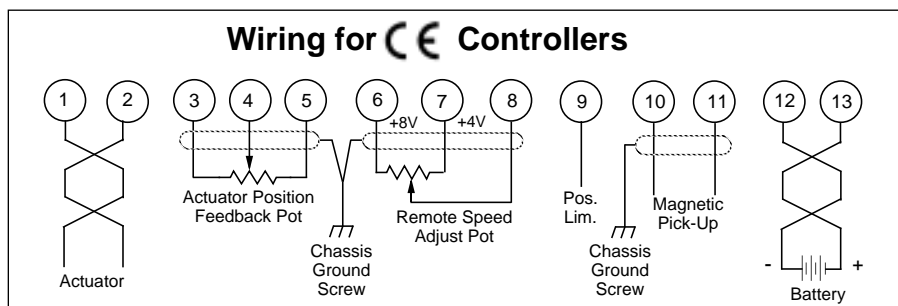 Wiring for CE Controllers
1 2 3 4 5 6 7 8 9 10 11 12 13
+8V +4V
Actuator Position
Feedback Pot
Remote Speed
Adjust Pot
Pos.
Lim.
Magnetic
Pick-Up
Chassis
Ground
Screw
Chassis
Ground
Screw
Actuator
- +
Battery